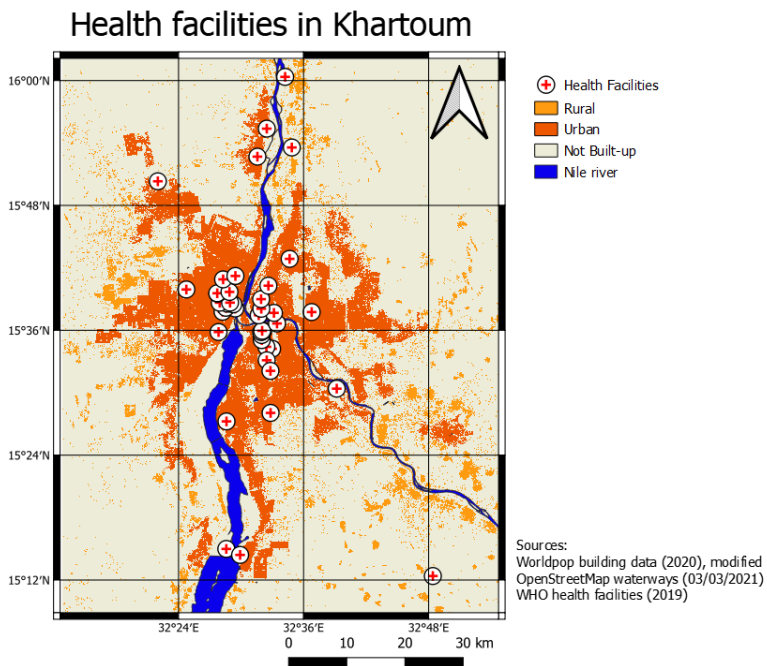 Health facilities in Khartoum
16°00'N
15°48'N
15°36'N
15°24'N
15°12'N
32°24'E
32°36'E
32°48'E
0 10 20 30 km
Health Facilities
Rural
Urban
Not Built-up
Nile river
Sources:
Worldpop building data (2020), modified
OpenStreetMap waterways (03/03/2021)
WHO health facilities (2019)